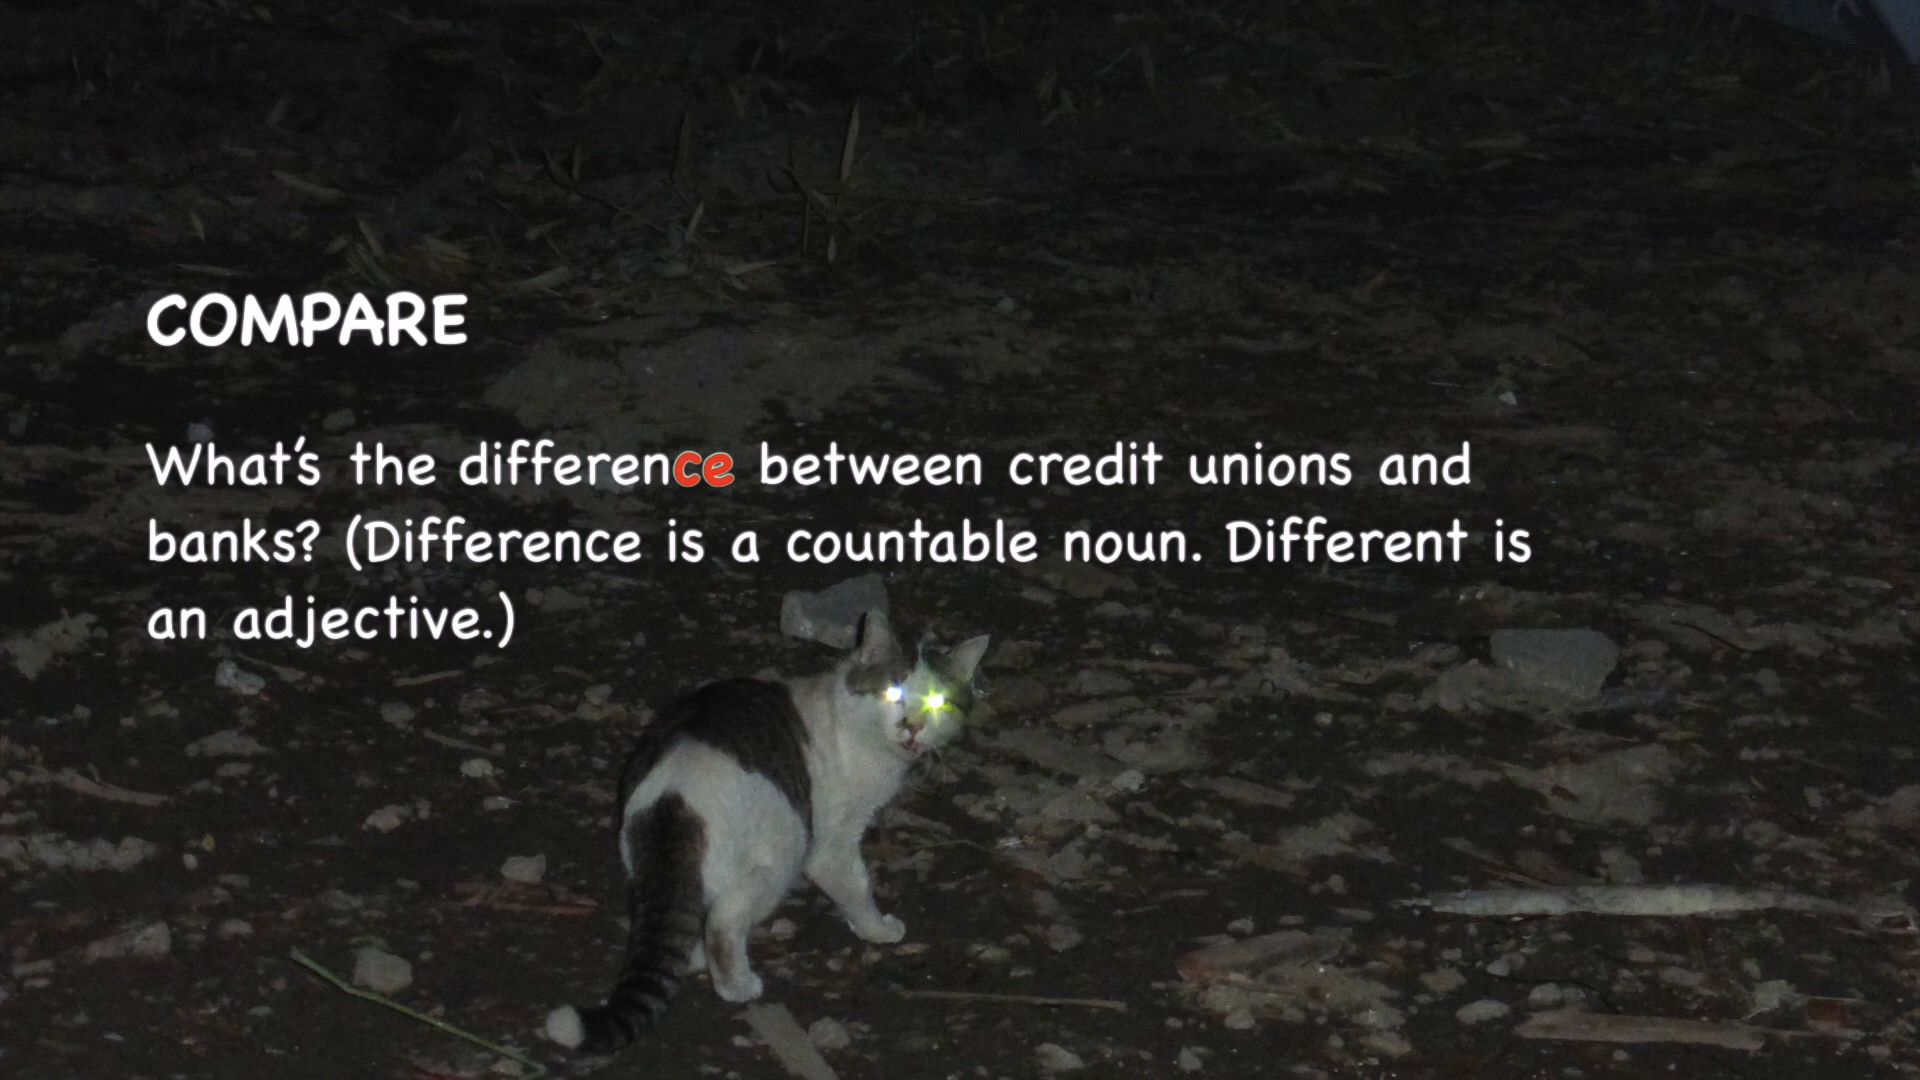 COMPARE
What's the difference between credit unions and
banks? (Difference is a countable noun. Different is
an adjective.)